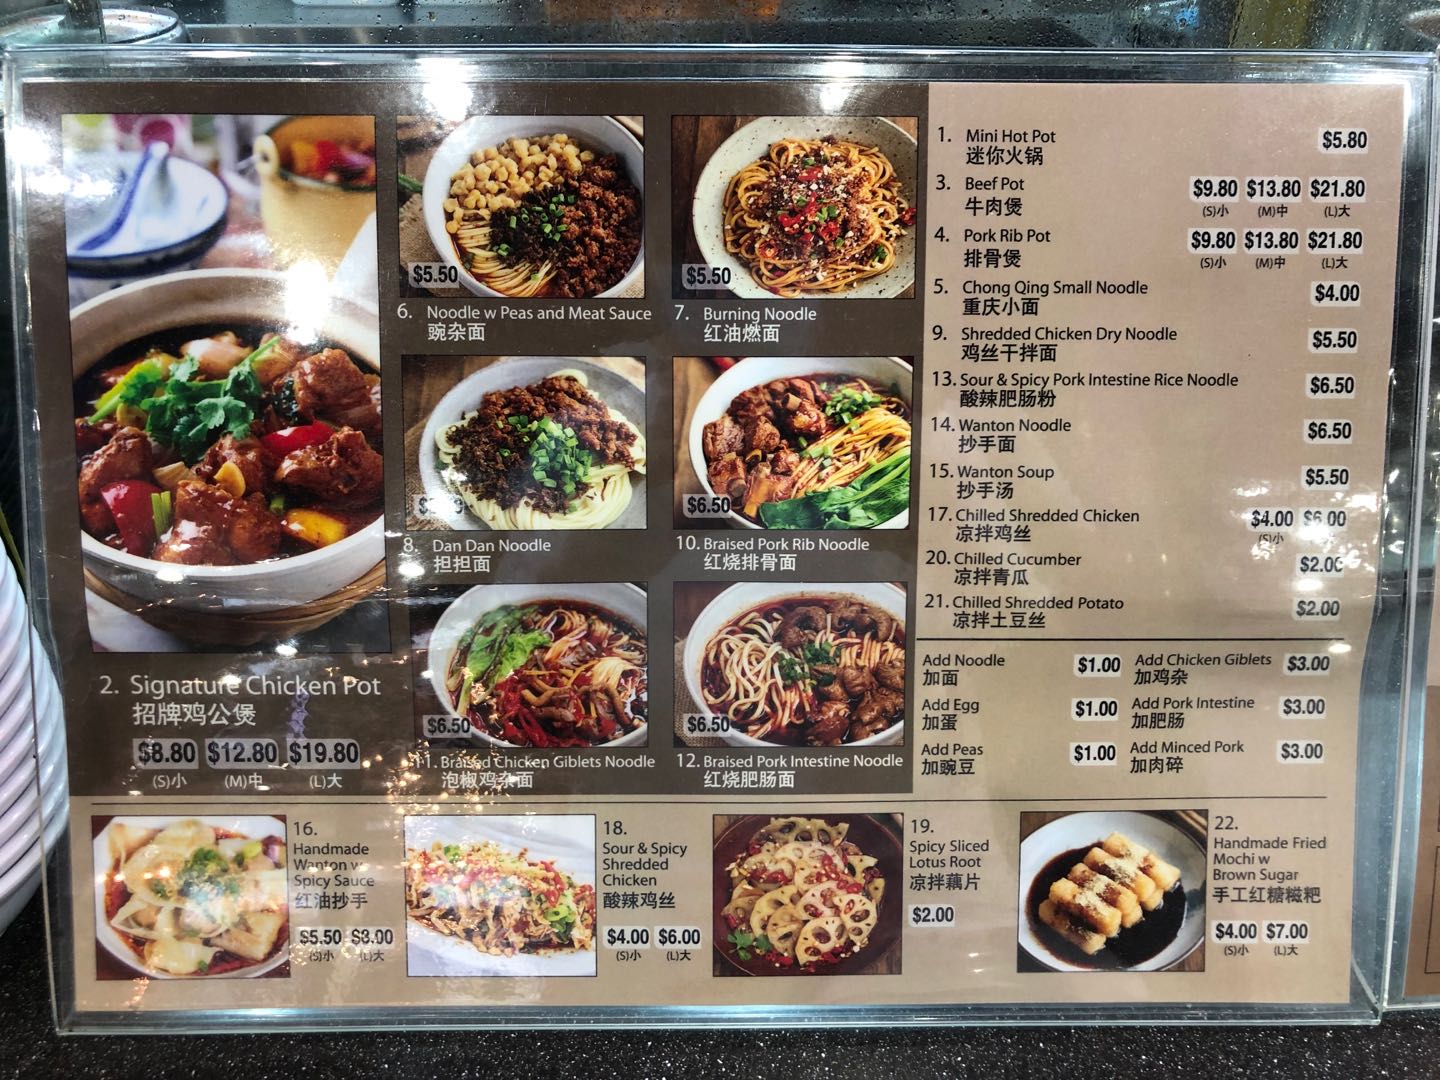 2. Signature Chicken Pot
招牌鸡公煲
$8.80 $12.80 $19.80
(S)小 (M)中 (L)大
$5.50
6. Noodle w Peas and Meat Sauce
豌杂面
$5.50
7. Burning Noodle
红油燃面
8. Dan Dan Noodle
担担面
$6.50
10. Braised Pork Rib Noodle
红烧排骨面
$6.50
11. Braised Chicken Giblets Noodle
泡椒鸡杂面
$6.50
12. Braised Pork Intestine Noodle
红烧肥肠面
1. Mini Hot Pot $5.80
迷你火锅
3. Beef Pot $9.80 $13.80 $21.80
牛肉煲 (S)小 (M)中 (L)大
4. Pork Rib Pot $9.80 $13.80 $21.80
排骨煲 (S)小 (M)中 (L)大
5. Chong Qing Small Noodle $4.00
重庆小面
9. Shredded Chicken Dry Noodle $5.50
鸡丝干拌面
13. Sour & Spicy Pork Intestine Rice Noodle $6.50
酸辣肥肠粉
14. Wanton Noodle $6.50
抄手面
15. Wanton Soup $5.50
抄手汤
17. Chilled Shredded Chicken $4.00 $6.00
凉拌鸡丝 (S)小
20. Chilled Cucumber $2.00
凉拌青瓜
21. Chilled Shredded Potato $2.00
凉拌土豆丝
Add Noodle $1.00
加面
Add Egg $1.00
加蛋
Add Peas $1.00
加豌豆
Add Chicken Giblets $3.00
加鸡杂
Add Pork Intestine $3.00
加肥肠
Add Minced Pork $3.00
加肉碎
16.
Handmade
Wanton w
Spicy Sauce
红油抄手
$5.50
(S)小 (L)大
18.
Sour & Spicy
Shredded
Chicken
酸辣鸡丝
$4.00 $6.00
(S)小 (L)大
19.
Spicy Sliced
Lotus Root
凉拌藕片
$2.00
22.
Handmade Fried
Mochi w
Brown Sugar
手工红糖糍粑
$4.00 $7.00
(S)小 (L)大